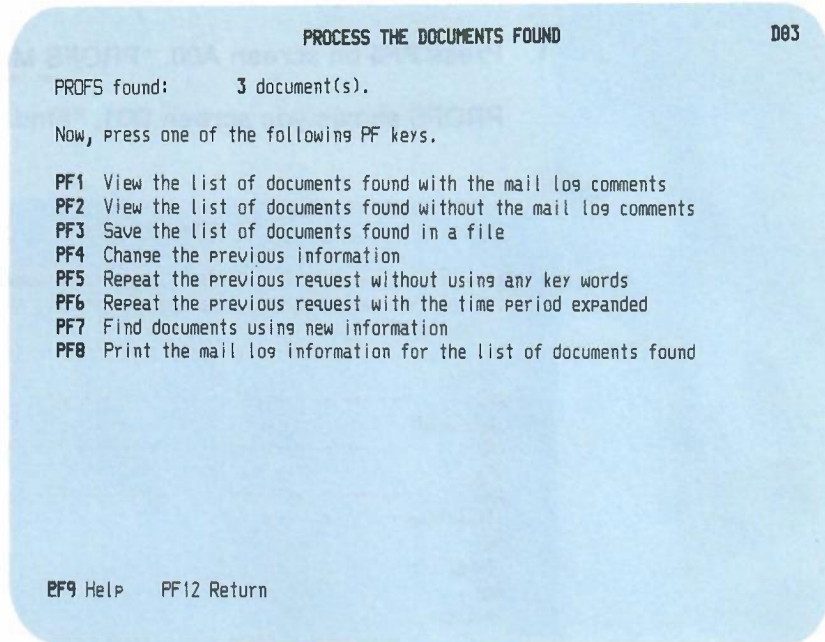 PROCESS THE DOCUMENTS FOUND D03
PROFS found: 3 document(s).
Now, press one of the following PF keys.
PF1 View the list of documents found with the mail log comments
PF2 View the list of documents found without the mail log comments
PF3 Save the list of documents found in a file
PF4 Change the previous information
PF5 Repeat the previous request without using any key words
PF6 Repeat the previous request with the time period expanded
PF7 Find documents using new information
PF8 Print the mail log information for the list of documents found
PF9 Help PF12 Return